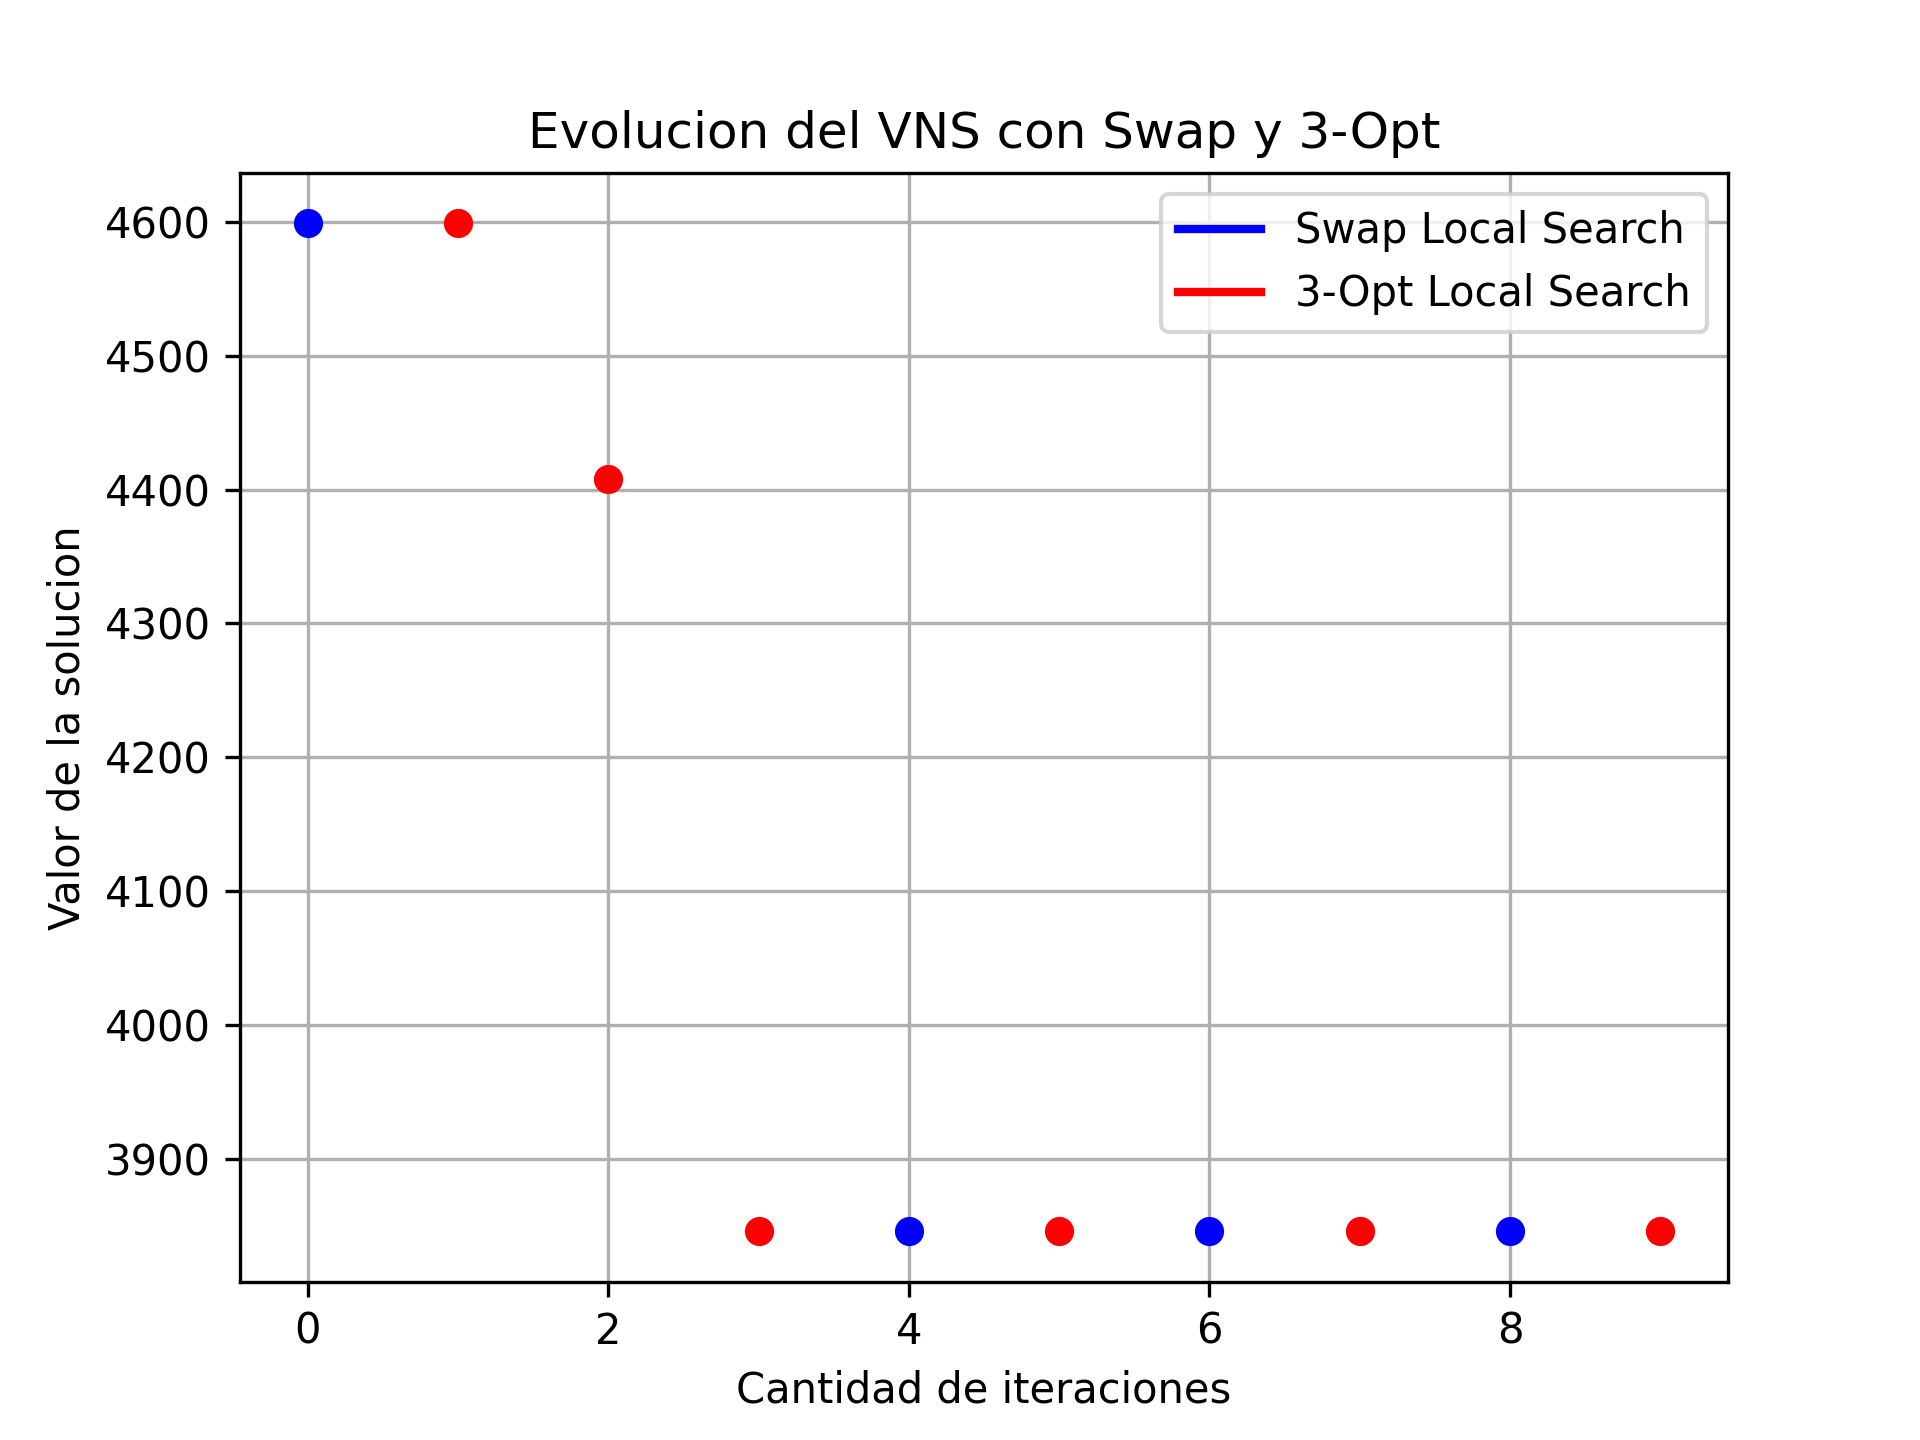 Evolucion del VNS con Swap y 3-Opt
Swap Local Search
3-Opt Local Search
Valor de la solucion
4600
4500
4400
4300
4200
4100
4000
3900
0 2 4 6 8
Cantidad de iteraciones